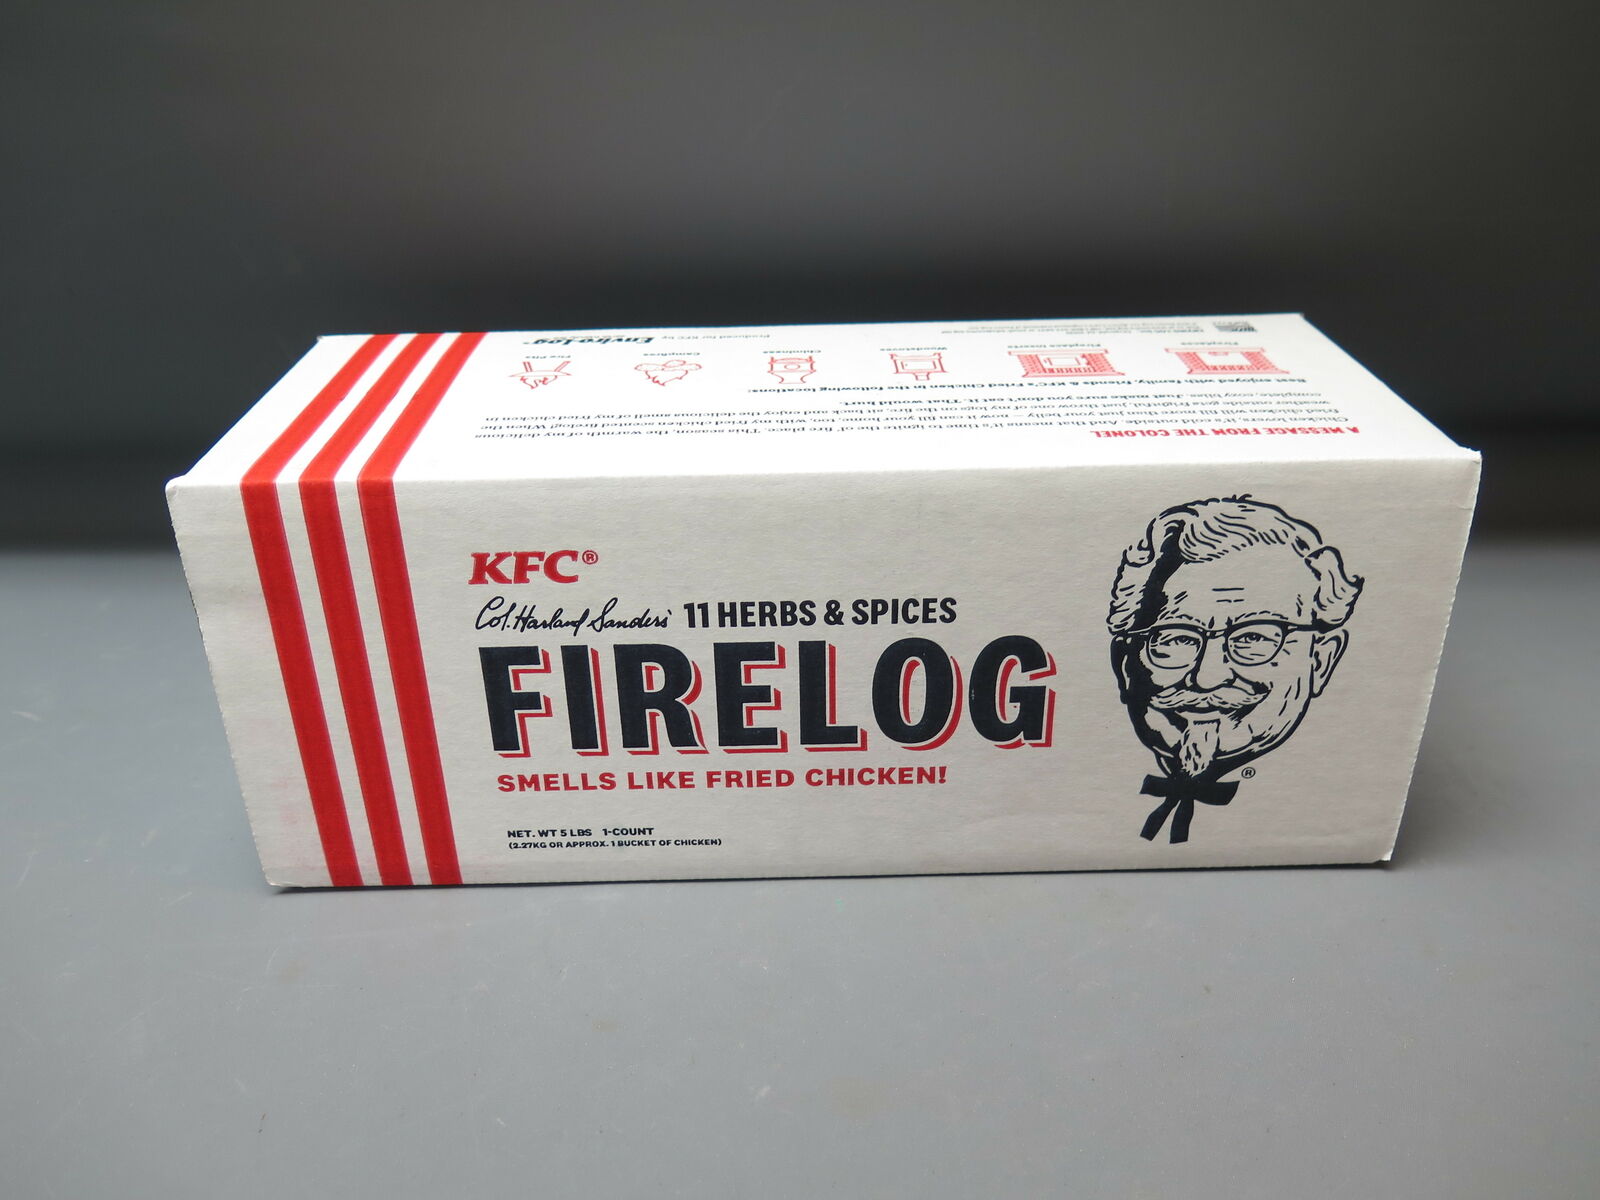 KFC®
Col. Harland Sanders' 11 HERBS & SPICES
FIRELOG
SMELLS LIKE FRIED CHICKEN!
NET. WT 5 LBS 1-COUNT
(2.27KG OR APPROX. 1 BUCKET OF CHICKEN)
®
A MESSAGE FROM THE COLONEL
Chicken lovers, it's cold outside. And that means it's time to ignite the ol' fire place. This season, the warmth of my delicious
fried chicken will fill more than just your belly — now it can fill your home, too, with my fried chicken scented firelog! When the
weather outside gets frightful, just throw one of my logs on the fire, sit back and enjoy the delicious smell of my fried chicken in
complete, cozy bliss. Just make sure you don't eat it. That would hurt.
Best enjoyed with family, friends & KFC's Fried Chicken in the following locations:
Fireplaces
Fireplace Inserts
Woodstoves
Chimineas
Campfires
Fire Pits
Produced for KFC by
Enviro-Log®